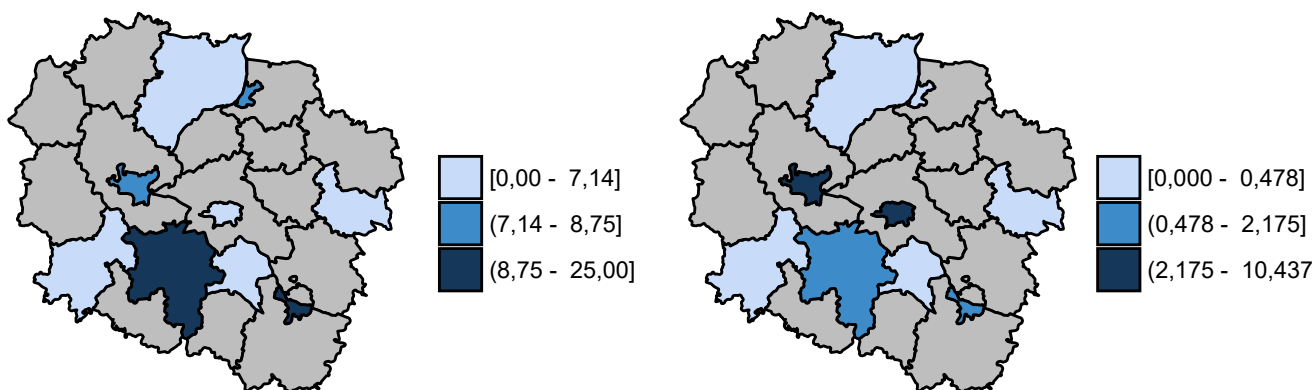 [0,00 - 7,14]
(7,14 - 8,75]
(8,75 - 25,00]
[0,000 - 0,478]
(0,478 - 2,175]
(2,175 - 10,437